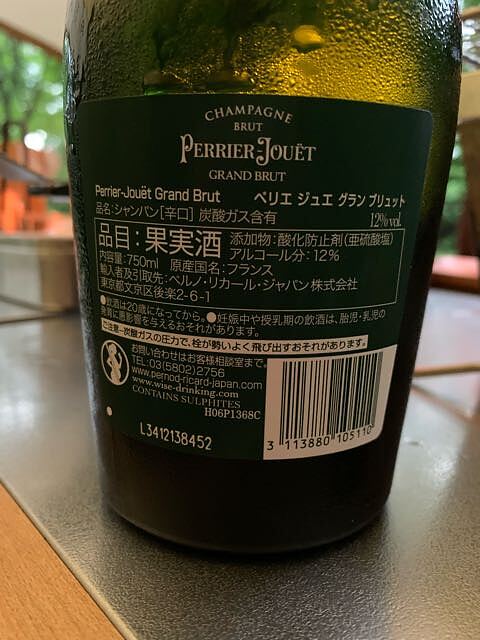 CHAMPAGNE
BRUT
PERRIER-JOUËT
GRAND BRUT
Perrier-Jouët Grand Brut ペリエ ジュエ グラン ブリュット
品名:シャンパン[辛口] 炭酸ガス含有 12% vol.
品目:果実酒 添加物:酸化防止剤(亜硫酸塩)
アルコール分:12%
内容量:750ml 原産国名:フランス
輸入者及引取先:ペルノ・リカール・ジャパン株式会社
東京都文京区後楽2-6-1
●飲酒は20歳になってから。●妊娠中や授乳期の飲酒は、胎児・乳児の
発育に悪影響を与えるおそれがあります。
ご注意─炭酸ガスの圧力で、栓が勢いよく飛び出すおそれがあります。
お問い合わせはお客様相談室まで。
TEL:03(5802)2756
www.pernod-ricard-japan.com
www.wise-drinking.com
CONTAINS SULPHITES
H06P1368C
L3412138452
3 113880 105110